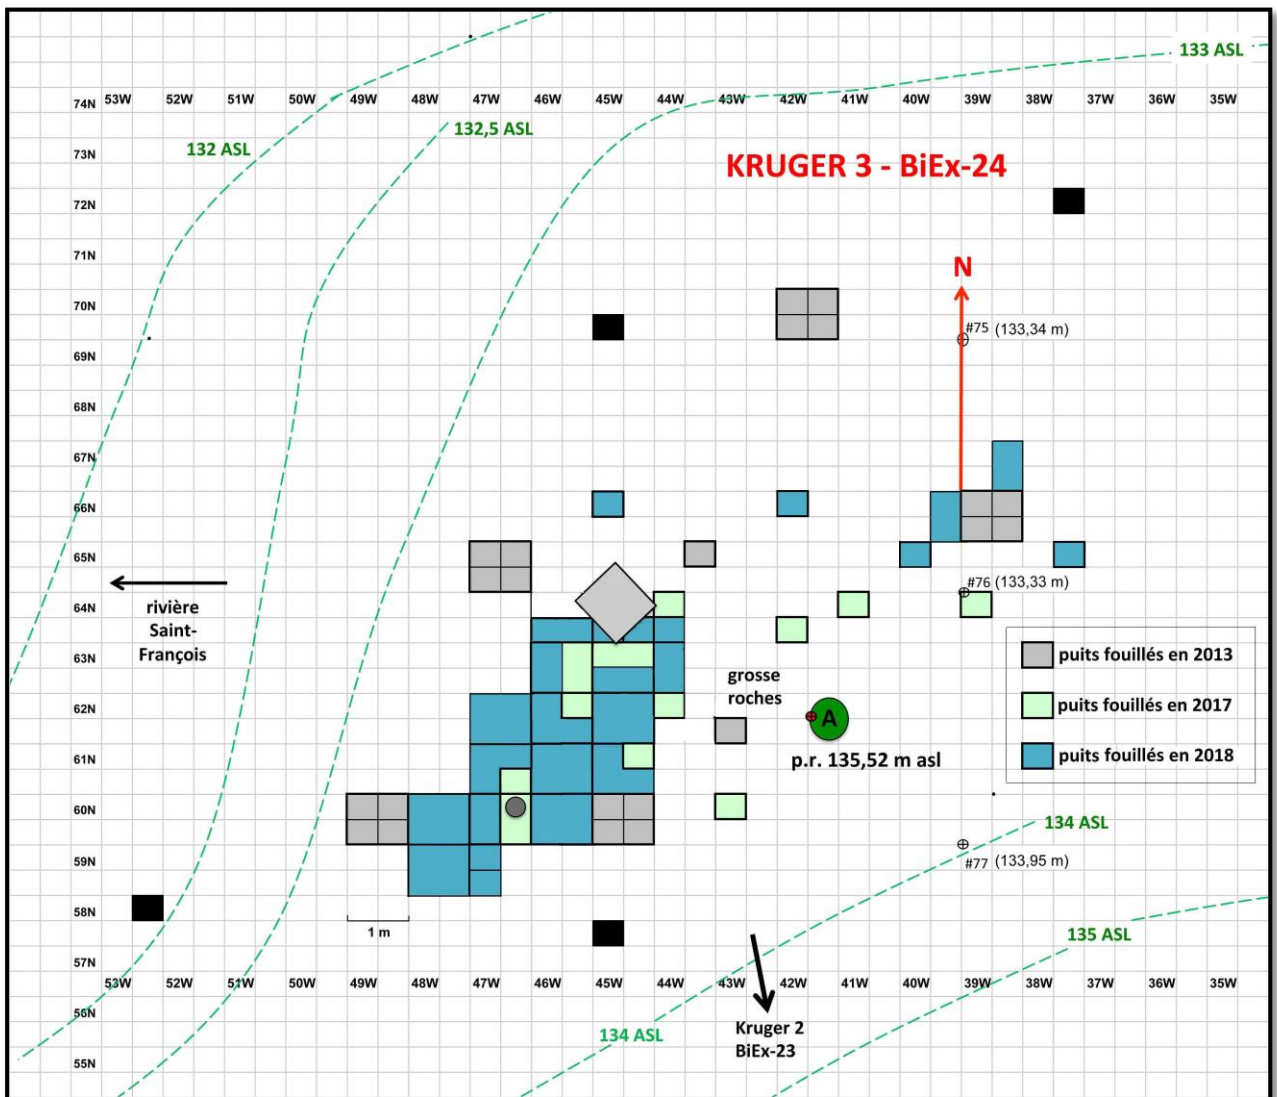 133 ASL
74N 53W 52W 51W 50W 49W 48W 47W 46W 45W 44W 43W 42W 41W 40W 39W 38W 37W 36W 35W
132,5 ASL
132 ASL
73N
KRUGER 3 - BiEx-24
72N
71N
N
70N
#75 (133,34 m)
69N
68N
67N
66N
65N
#76 (133,33 m)
64N
rivière
Saint-
François
63N
puits fouillés en 2013
grosse
roches
62N
puits fouillés en 2017
A
61N
p.r. 135,52 m asl
puits fouillés en 2018
60N
134 ASL
59N
#77 (133,95 m)
58N
1 m
135 ASL
57N
53W 52W 51W 50W 49W 48W 47W 46W 45W 44W 43W 42W 41W 40W 39W 38W 37W 36W 35W
56N
134 ASL
Kruger 2
BiEx-23
55N